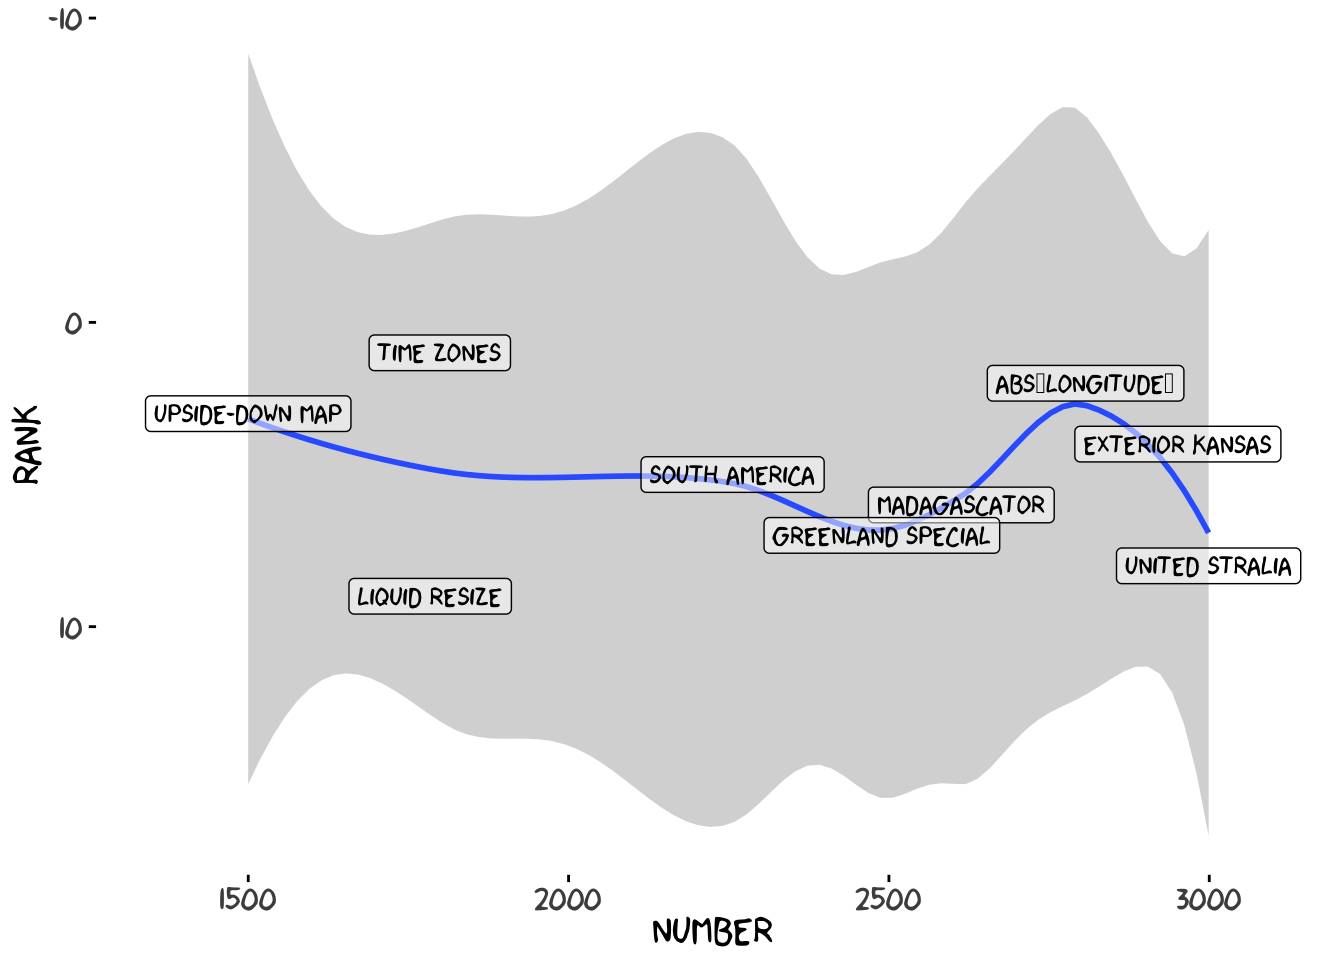 -10
0
10
RANK
TIME ZONES
ABS▯LONGITUDE▯
UPSIDE-DOWN MAP
EXTERIOR KANSAS
SOUTH AMERICA
MADAGASCATOR
GREENLAND SPECIAL
UNITED STRALIA
LIQUID RESIZE
1500 2000 2500 3000
NUMBER